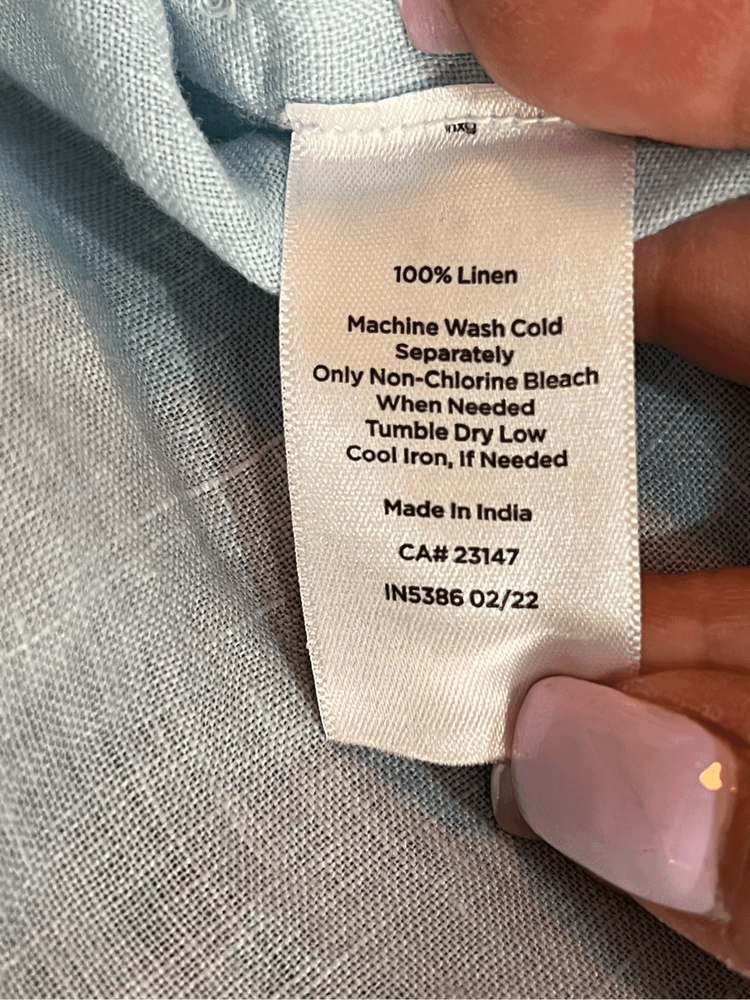 100% Linen
Machine Wash Cold
Separately
Only Non-Chlorine Bleach
When Needed
Tumble Dry Low
Cool Iron, If Needed
Made In India
CA# 23147
IN5386 02/22